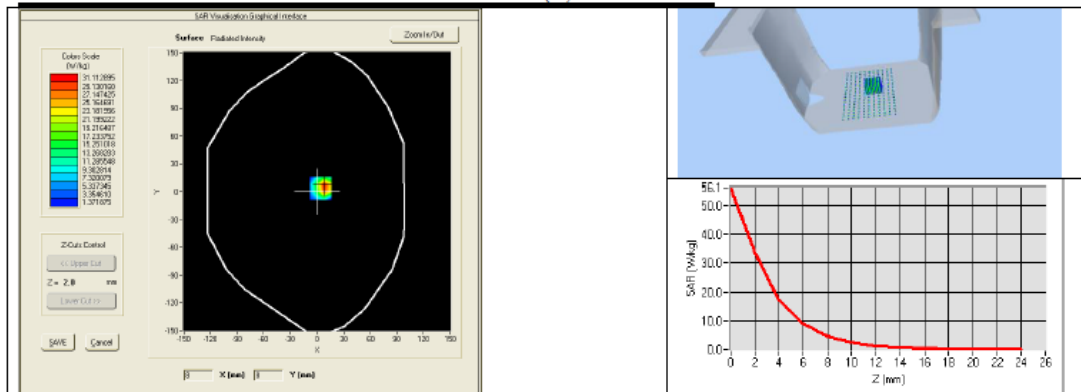 SAR Visualisation Graphical Interface
Surface Radiated Intensity
Zoom In/Out
Colors Scale
(W/kg)
31.112895
29.130160
27.147425
25.164691
23.181956
21.199222
19.216487
17.233752
15.251018
13.268283
11.285548
9.302814
7.320079
5.337345
3.354610
1.371875
Z-Cuts Control
<< Upper Cut
Z = 2.0 mm
Lower Cut >>
SAVE Cancel
150
120
90
60
30
0
-30
-60
-90
-120
-150
Y
-150 -120 -90 -60 -30 0 30 60 90 120 150
X
X (mm) Y (mm)
56.1
50.0
40.0
30.0
20.0
10.0
0.0
SAR (W/kg)
0 2 4 6 8 10 12 14 16 18 20 22 24 26
Z (mm)